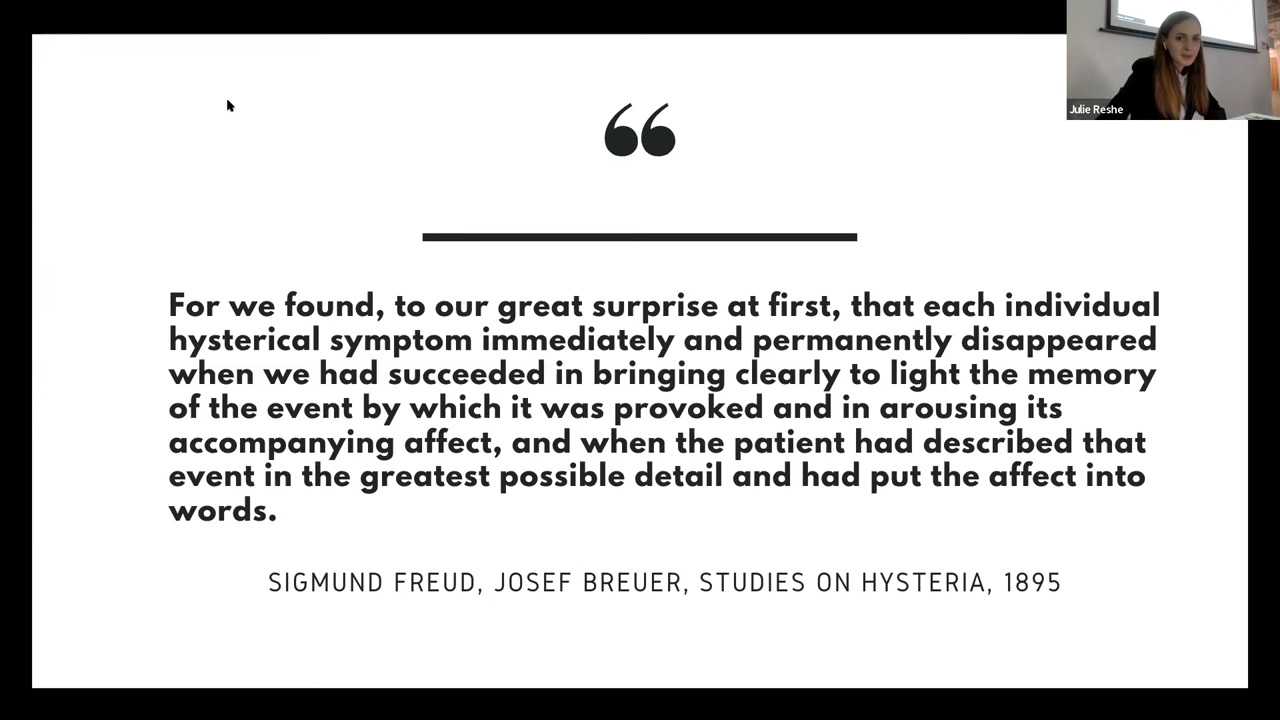 Julie Reshe
“
For we found, to our great surprise at first, that each individual
hysterical symptom immediately and permanently disappeared
when we had succeeded in bringing clearly to light the memory
of the event by which it was provoked and in arousing its
accompanying affect, and when the patient had described that
event in the greatest possible detail and had put the affect into
words.
SIGMUND FREUD, JOSEF BREUER, STUDIES ON HYSTERIA, 1895